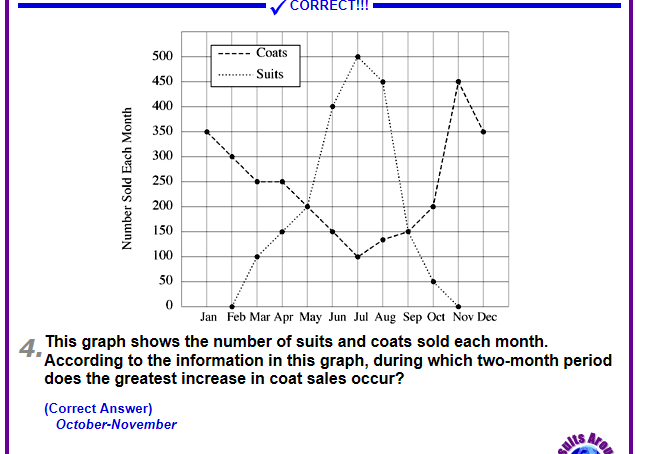 CORRECT!!!
Coats
Suits
Number Sold Each Month
500
450
400
350
300
250
200
150
100
50
0
Jan Feb Mar Apr May Jun Jul Aug Sep Oct Nov Dec
4. This graph shows the number of suits and coats sold each month.
According to the information in this graph, during which two-month period
does the greatest increase in coat sales occur?
(Correct Answer)
October-November